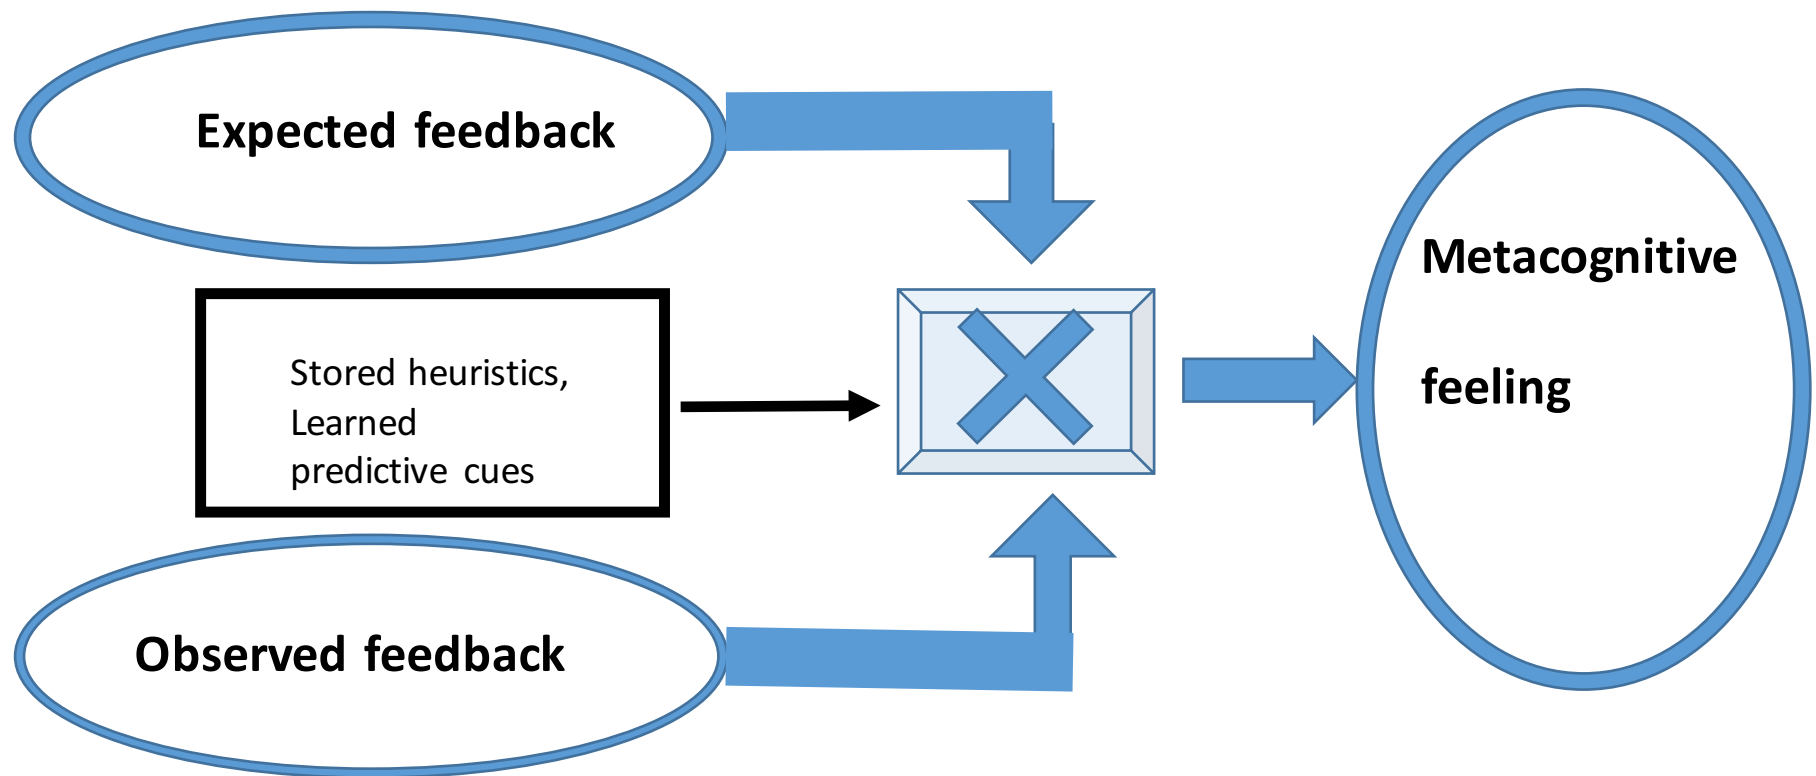 Expected feedback
Stored heuristics,
Learned
predictive cues
Observed feedback
Metacognitive
feeling